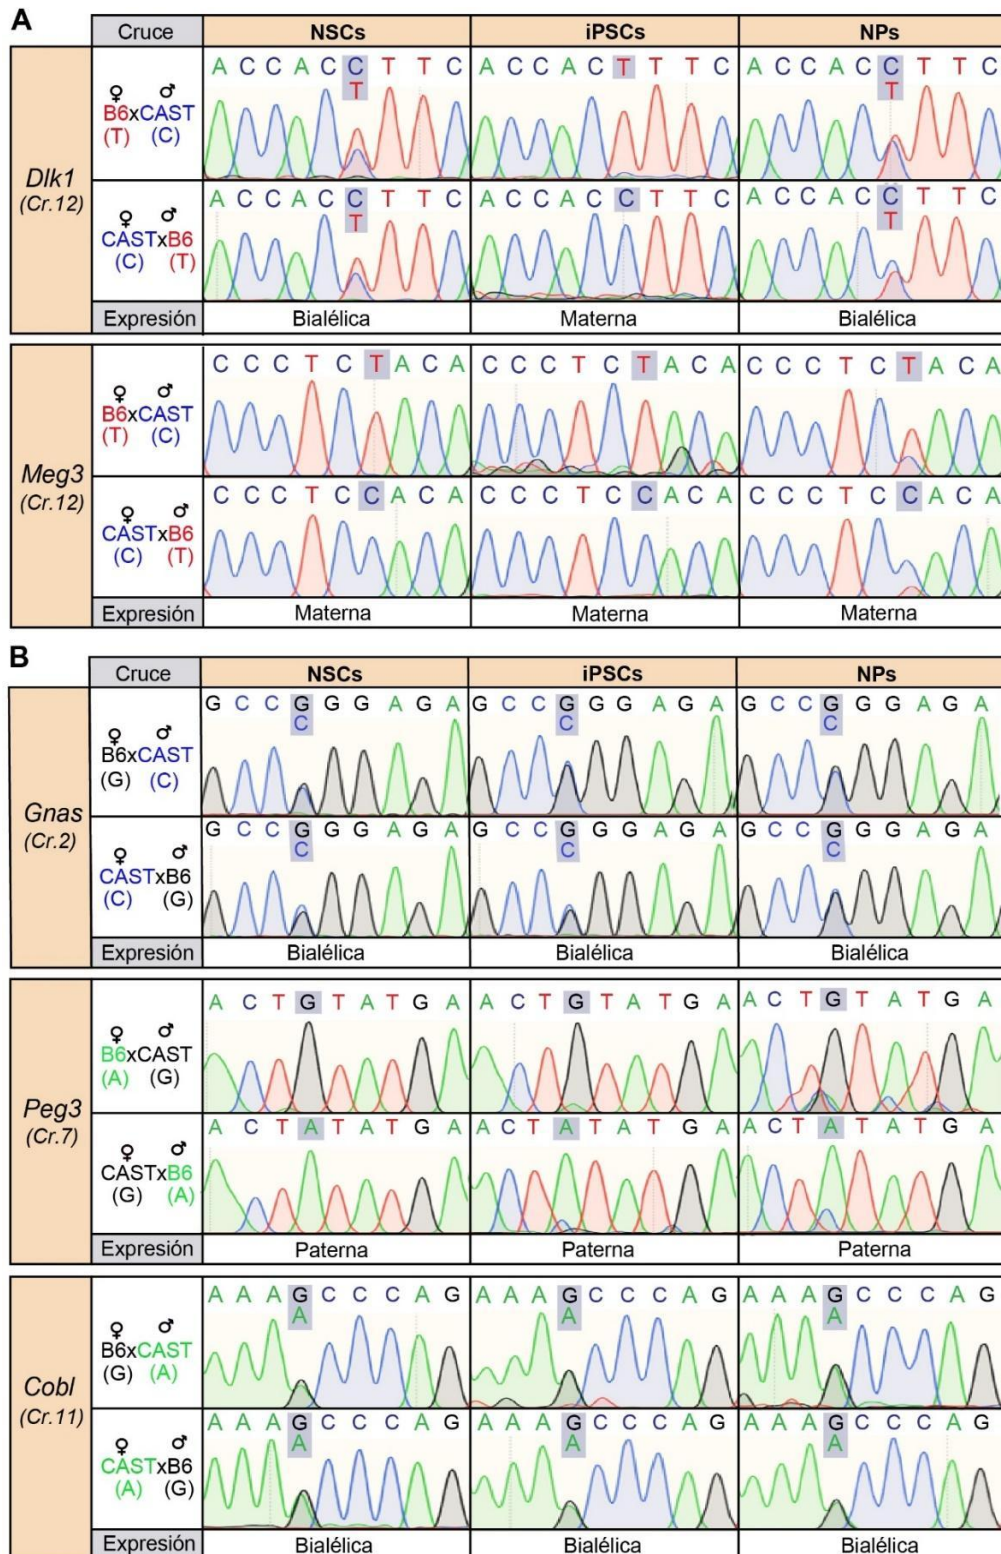 A
Cruce NSCs iPSCs NPs
Dlk1
(Cr.12)
♀ ♂
B6xCAST
(T) (C)
A C C A C C T T C
T
A C C A C T T T C
A C C A C C T T C
T
♀ ♂
CASTxB6
(C) (T)
A C C A C C T T C
T
A C C A C C T T C
A C C A C C T T C
T
Expresión Bialélica Materna Bialélica
Meg3
(Cr.12)
♀ ♂
B6xCAST
(T) (C)
C C C T C T A C A
C C C T C T A C A
C C C T C T A C A
♀ ♂
CASTxB6
(C) (T)
C C C T C C A C A
C C C T C C A C A
C C C T C C A C A
Expresión Materna Materna Materna
B
Cruce NSCs iPSCs NPs
Gnas
(Cr.2)
♀ ♂
B6xCAST
(G) (C)
G C C G G G A G A
C
G C C G G G A G A
C
G C C G G G A G A
C
♀ ♂
CASTxB6
(C) (G)
G C C G G G A G A
C
G C C G G G A G A
C
G C C G G G A G A
C
Expresión Bialélica Bialélica Bialélica
Peg3
(Cr.7)
♀ ♂
B6xCAST
(A) (G)
A C T G T A T G A
A C T G T A T G A
A C T G T A T G A
♀ ♂
CASTxB6
(G) (A)
A C T A T A T G A
A C T A T A T G A
A C T A T A T G A
Expresión Paterna Paterna Paterna
Cobl
(Cr.11)
♀ ♂
B6xCAST
(G) (A)
A A A G C C C A G
A
A A A G C C C A G
A
A A A G C C C A G
A
♀ ♂
CASTxB6
(A) (G)
A A A G C C C A G
A
A A A G C C C A G
A
A A A G C C C A G
A
Expresión Bialélica Bialélica Bialélica